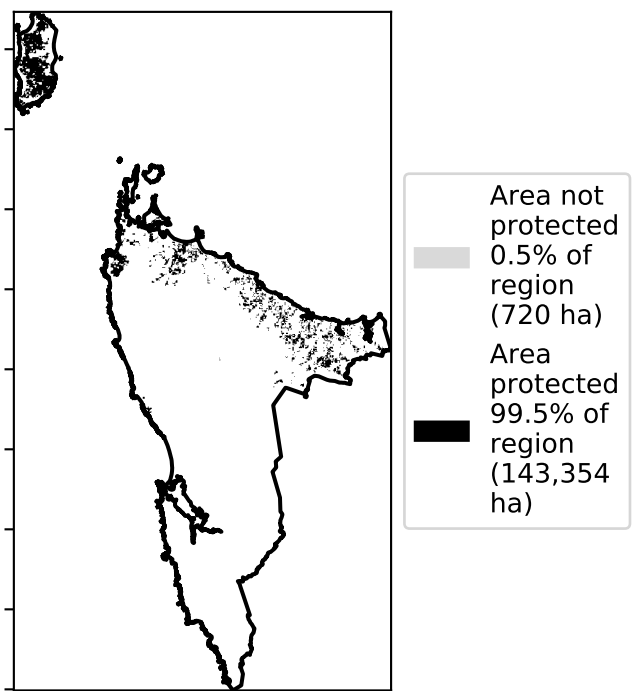 Area not
protected
0.5% of
region
(720 ha)
Area
protected
99.5% of
region
(143,354
ha)